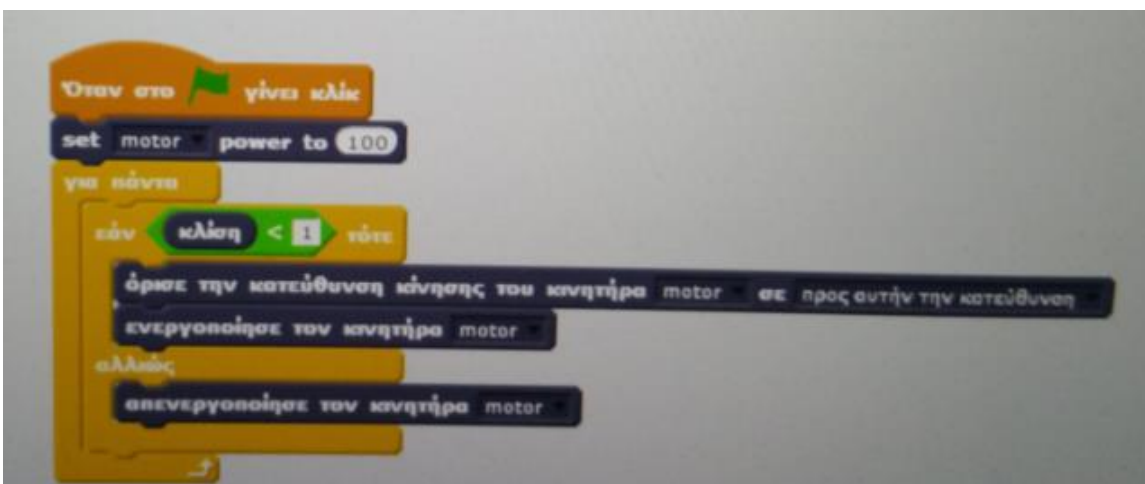 Όταν στο γίνει κλίκ
set motor power to 100
για πάντα
εάν κλίση < 1 τότε
όρισε την κατεύθυνση κίνησης του κινητήρα motor σε προς αυτήν την κατεύθυνση
ενεργοποίησε τον κινητήρα motor
αλλιώς
απενεργοποίησε τον κινητήρα motor